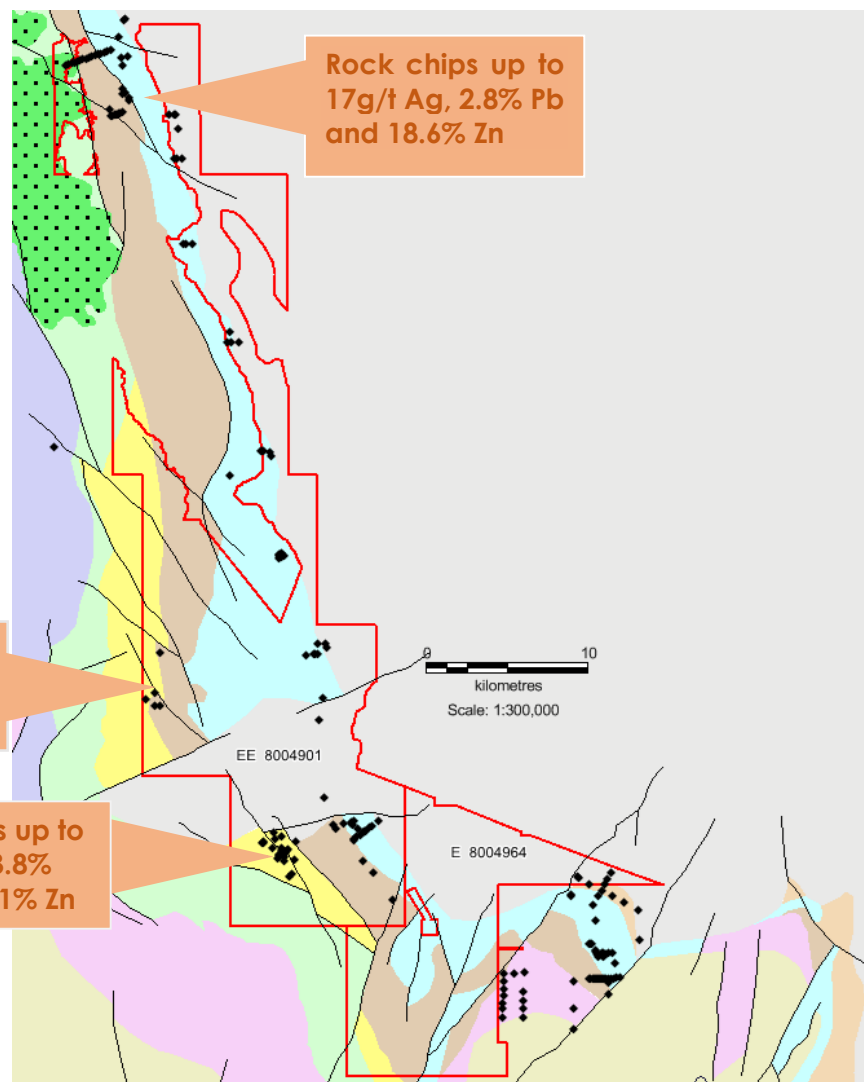 Rock chips up to
17g/t Ag, 2.8% Pb
and 18.6% Zn
0 10
kilometres
Scale: 1:300,000
EE 8004901
up to
8%
1% Zn
E 8004964